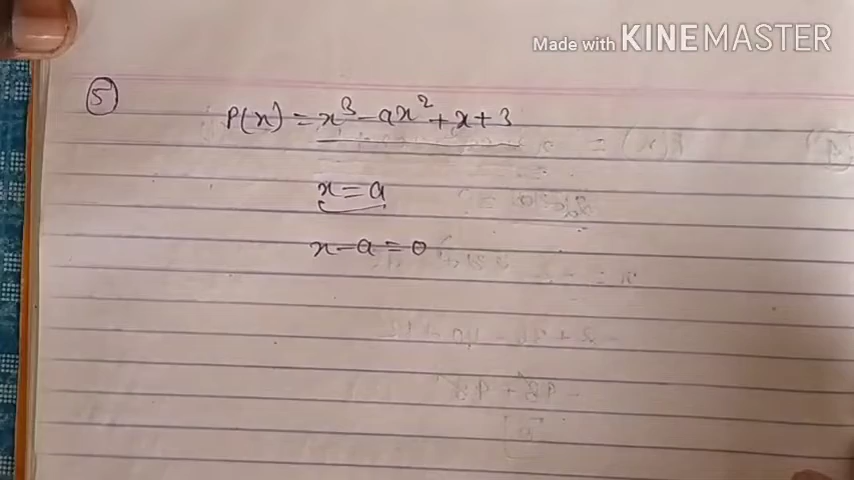 Made with KINEMASTER
5
P(x) = x³ - ax² + x + 3
x = a
x - a = 0